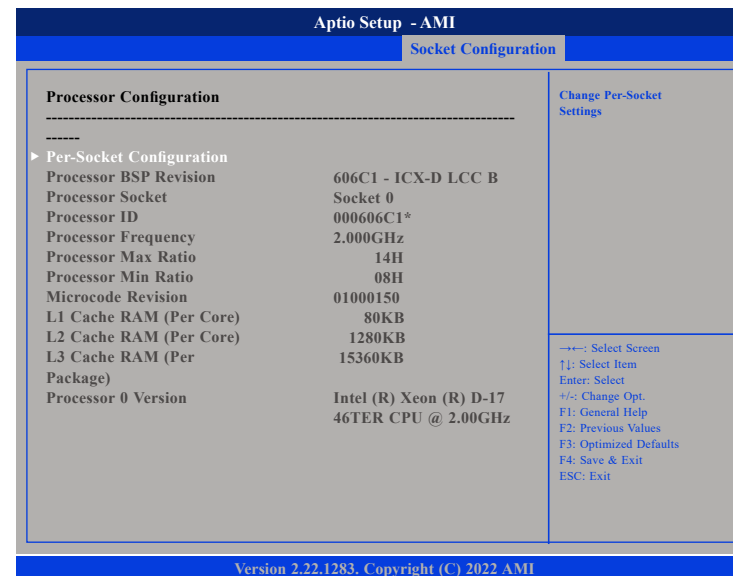 Aptio Setup - AMI
Socket Configuration
Processor Configuration
----------------------------------------------------------------------------------
------
► Per-Socket Configuration
Processor BSP Revision 606C1 - ICX-D LCC B
Processor Socket Socket 0
Processor ID 000606C1*
Processor Frequency 2.000GHz
Processor Max Ratio 14H
Processor Min Ratio 08H
Microcode Revision 01000150
L1 Cache RAM (Per Core) 80KB
L2 Cache RAM (Per Core) 1280KB
L3 Cache RAM (Per 15360KB
Package)
Processor 0 Version Intel (R) Xeon (R) D-17
46TER CPU @ 2.00GHz
Change Per-Socket
Settings
→←: Select Screen
↑↓: Select Item
Enter: Select
+/-: Change Opt.
F1: General Help
F2: Previous Values
F3: Optimized Defaults
F4: Save & Exit
ESC: Exit
Version 2.22.1283. Copyright (C) 2022 AMI